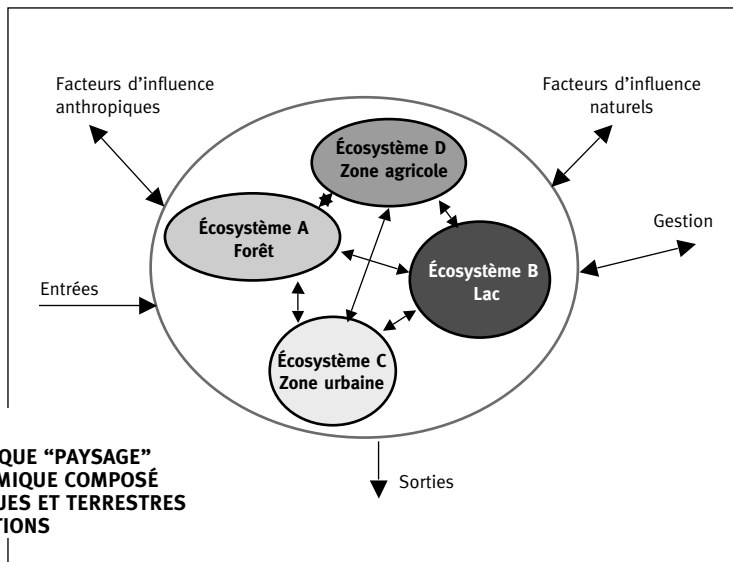 Facteurs d’influence
anthropiques
Facteurs d’influence
naturels
Écosystème D
Zone agricole
Écosystème A
Forêt
Gestion
Écosystème B
Lac
Entrées
Écosystème C
Zone urbaine
QUE “PAYSAGE”
MIQUE COMPOSÉ
UES ET TERRESTRES
TIONS
Sorties